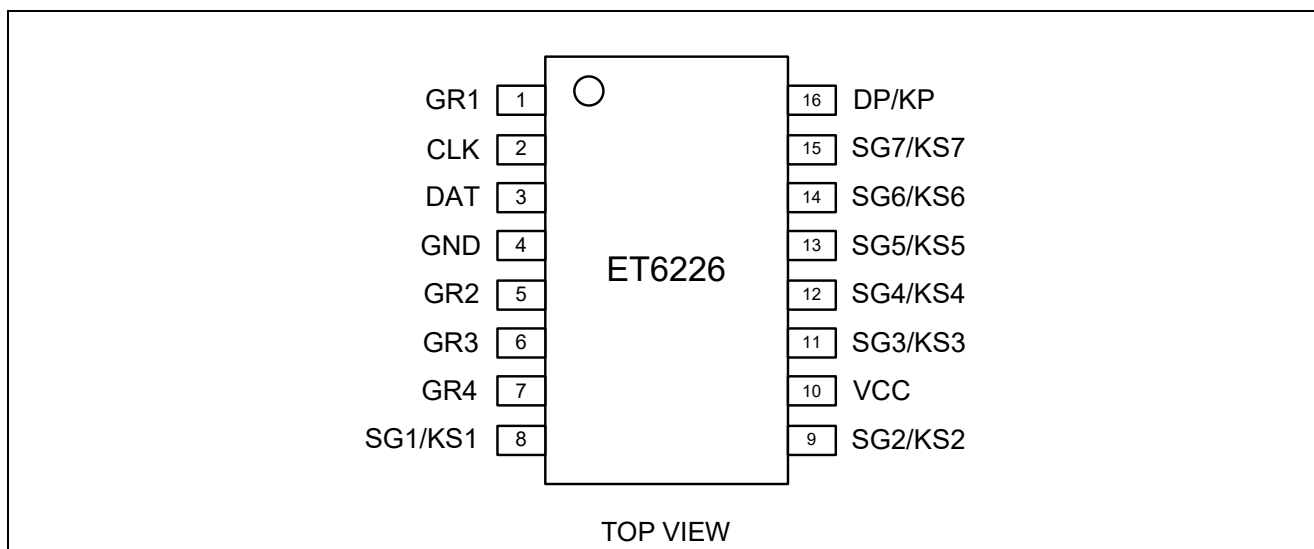 GR1 1 16 DP/KP
CLK 2 15 SG7/KS7
DAT 3 14 SG6/KS6
GND 4 13 SG5/KS5
ET6226
GR2 5 12 SG4/KS4
GR3 6 11 SG3/KS3
GR4 7 10 VCC
SG1/KS1 8 9 SG2/KS2
TOP VIEW